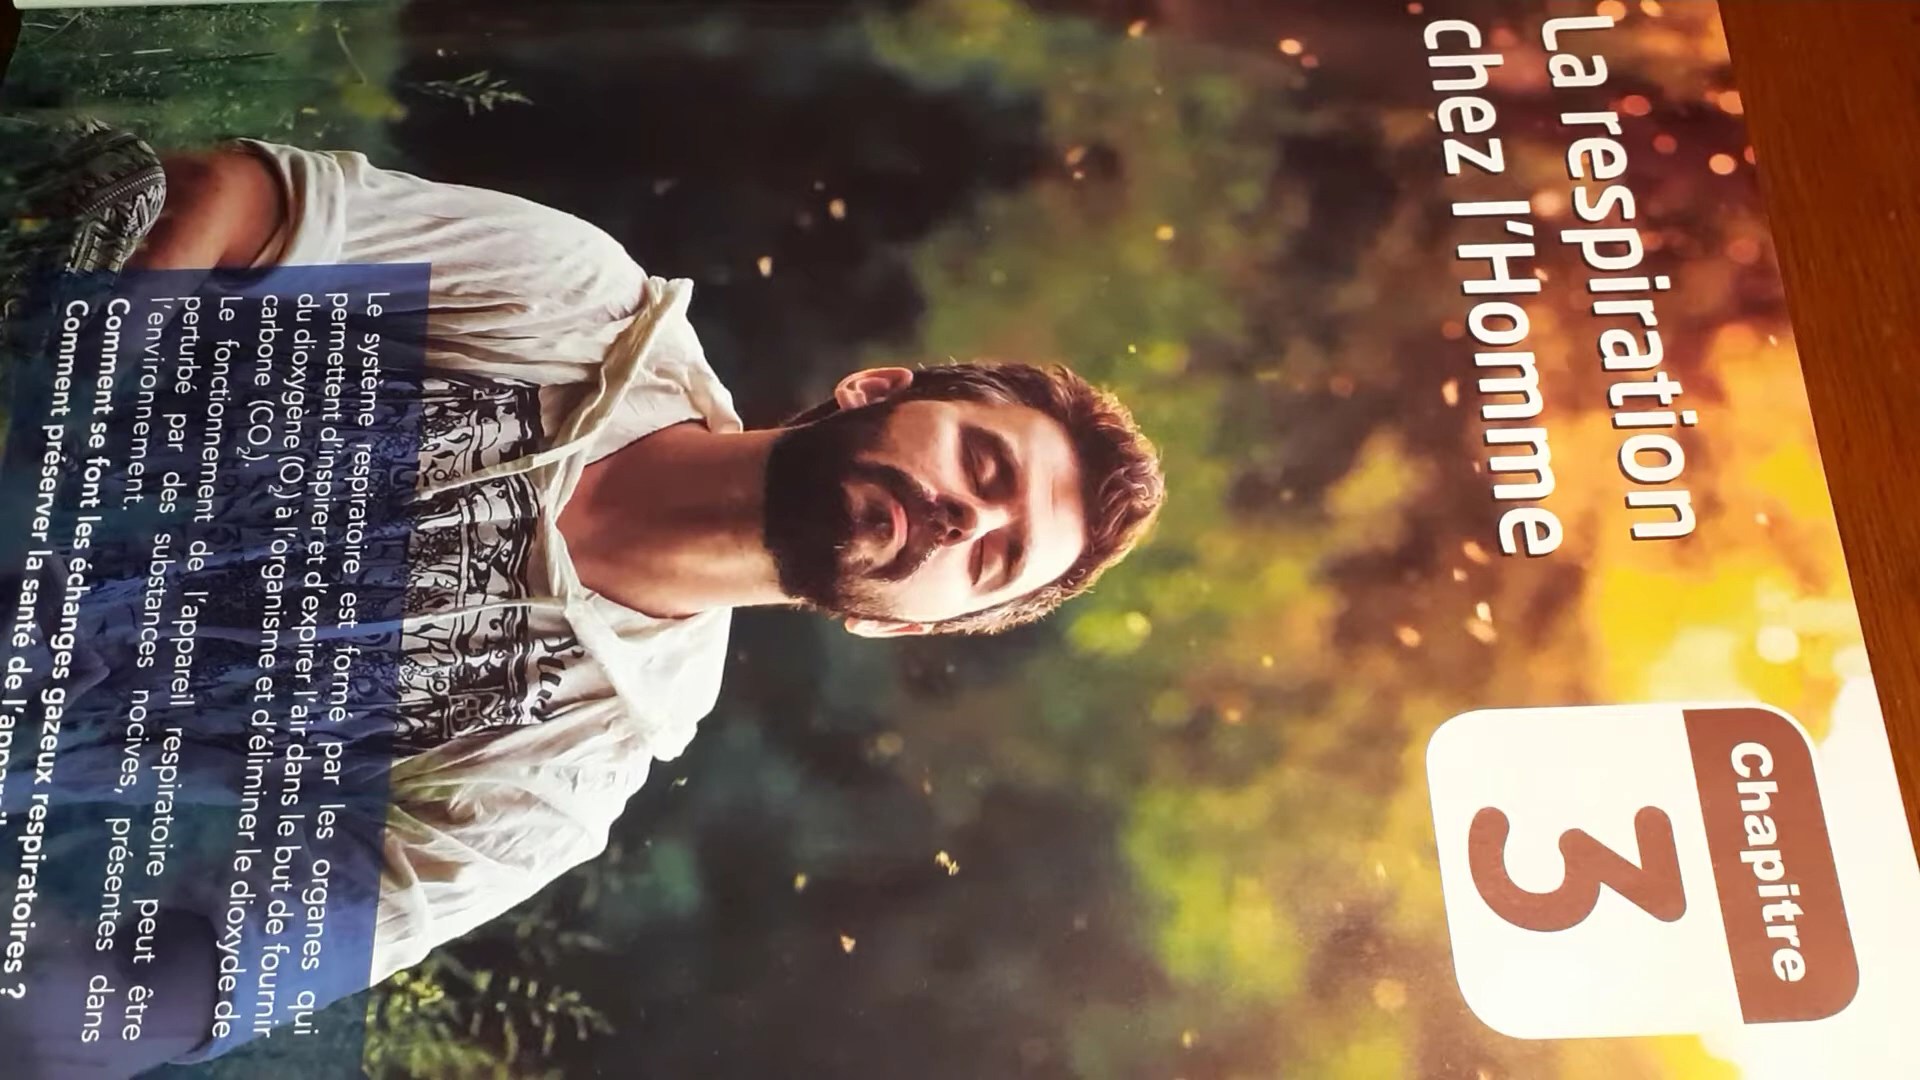 La respiration
chez l'Homme
Chapitre
3
Le système respiratoire est formé par les organes qui
permettent d'inspirer et d'expirer l'air dans le but de fournir
du dioxygène (O₂) à l'organisme et d'éliminer le dioxyde de
carbone (CO₂).
Le fonctionnement de l'appareil respiratoire peut être
perturbé par des substances nocives, présentes dans
l'environnement.
Comment se font les échanges gazeux respiratoires ?
Comment préserver la santé de l'appareil